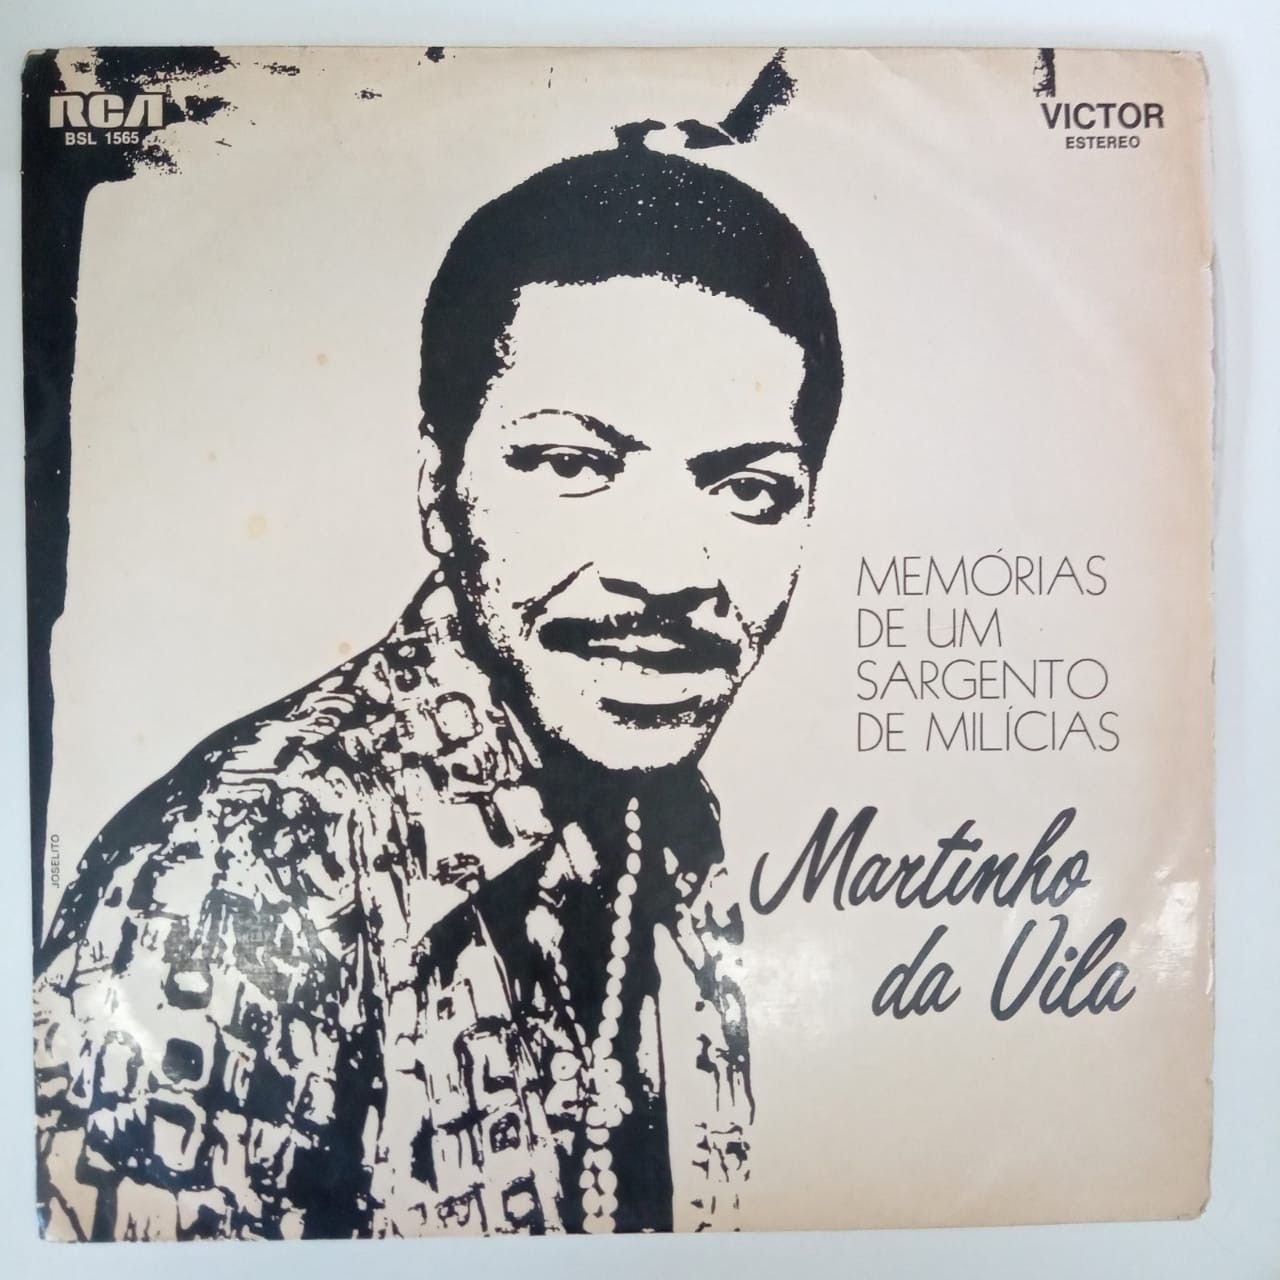 RCA
BSL 1565
VICTOR
ESTEREO
MEMÓRIAS
DE UM
SARGENTO
DE MILÍCIAS
Martinho
da Vila
JOSELITO